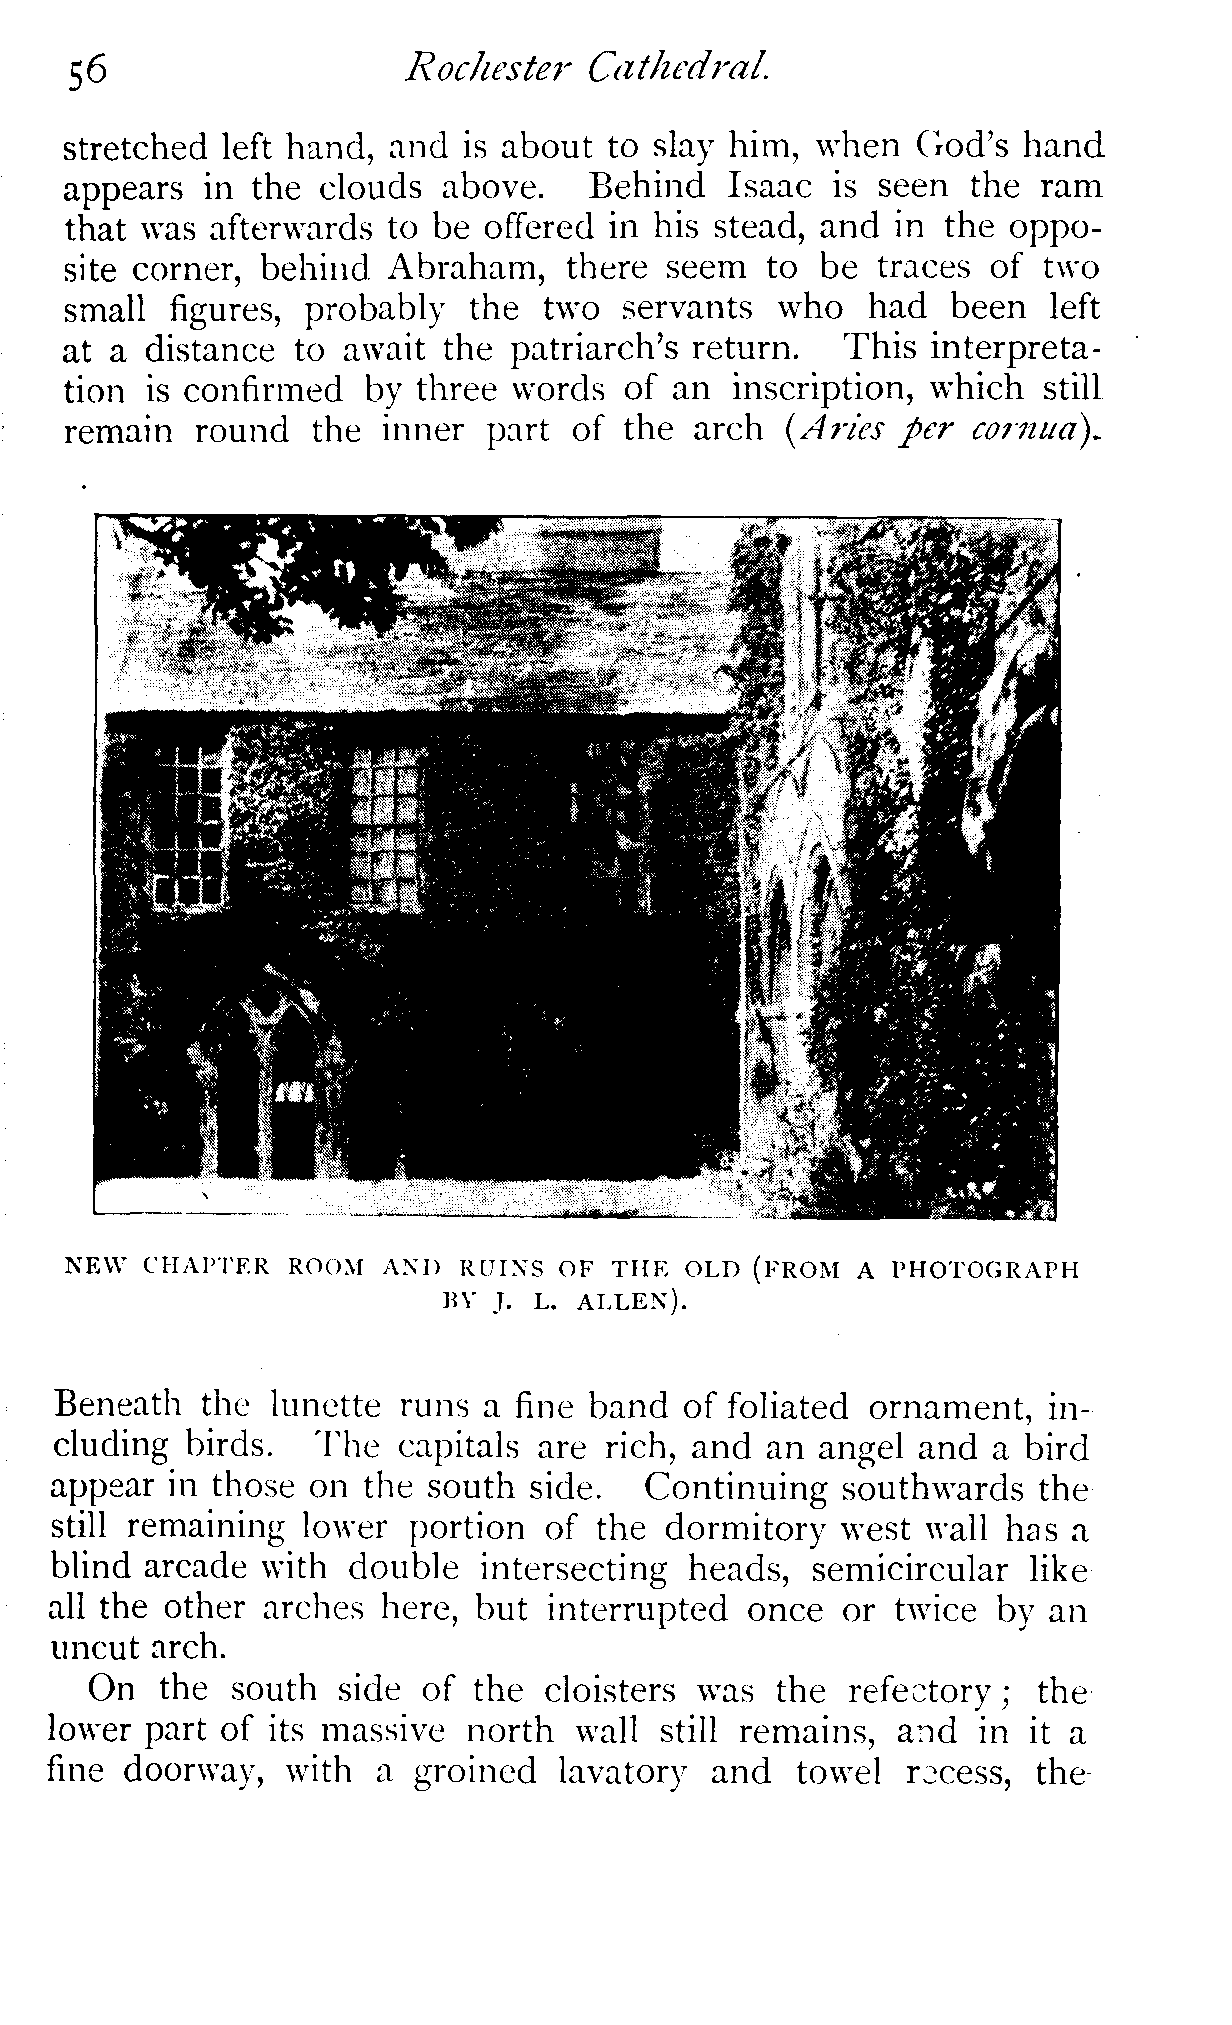 56 Rochester Cathedral.
stretched left hand, and is about to slay him, when God's hand
appears in the clouds above. Behind Isaac is seen the ram
that was afterwards to be offered in his stead, and in the oppo-
site corner, behind Abraham, there seem to be traces of two
small figures, probably the two servants who had been left
at a distance to await the patriarch's return. This interpreta-
tion is confirmed by three words of an inscription, which still
remain round the inner part of the arch (Aries per cornua).
NEW CHAPTER ROOM AND RUINS OF THE OLD (FROM A PHOTOGRAPH
BY J. L. ALLEN).
Beneath the lunette runs a fine band of foliated ornament, in-
cluding birds. The capitals are rich, and an angel and a bird
appear in those on the south side. Continuing southwards the
still remaining lower portion of the dormitory west wall has a
blind arcade with double intersecting heads, semicircular like
all the other arches here, but interrupted once or twice by an
uncut arch.
On the south side of the cloisters was the refectory; the
lower part of its massive north wall still remains, and in it a
fine doorway, with a groined lavatory and towel recess, the